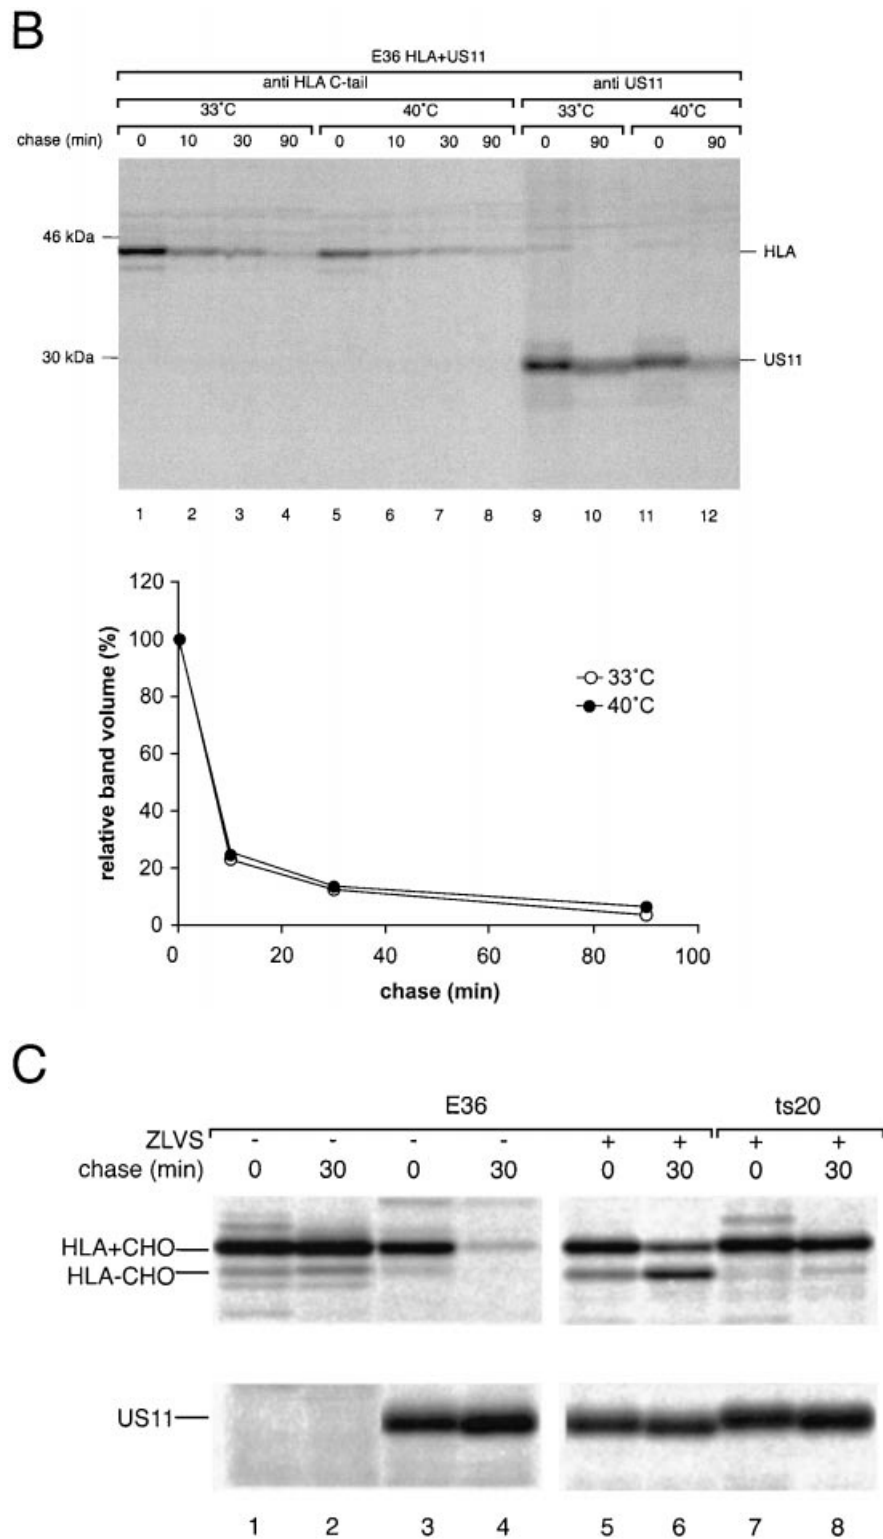 B
E36 HLA+US11
anti HLA C-tail anti US11
33˚C 40˚C 33˚C 40˚C
chase (min) 0 10 30 90 0 10 30 90 0 90 0 90
46 kDa HLA
30 kDa US11
1 2 3 4 5 6 7 8 9 10 11 12
120
100
80
60
40
20
0
relative band volume (%)
33˚C
40˚C
0 20 40 60 80 100
chase (min)
C
E36 ts20
ZLVS - - - - + + + +
chase (min) 0 30 0 30 0 30 0 30
HLA+CHO
HLA-CHO
US11
1 2 3 4 5 6 7 8